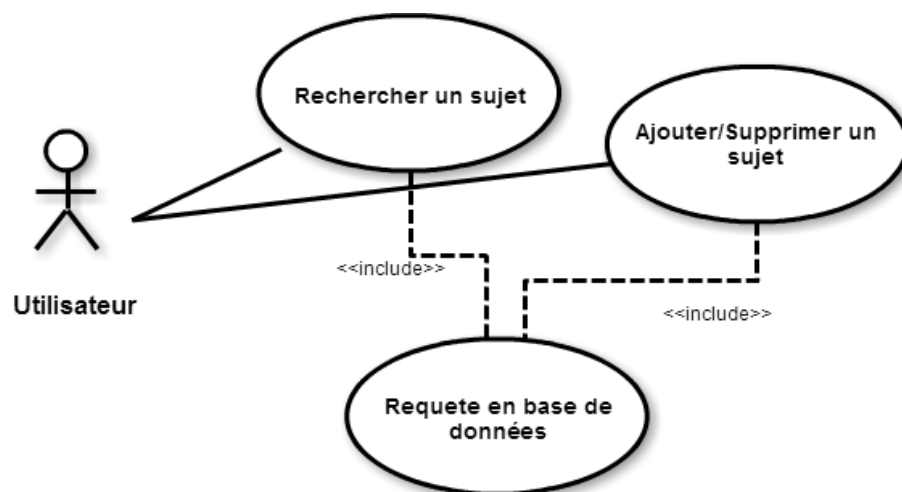 Rechercher un sujet
Ajouter/Supprimer un
sujet
<<include>>
Utilisateur
<<include>>
Requete en base de
données